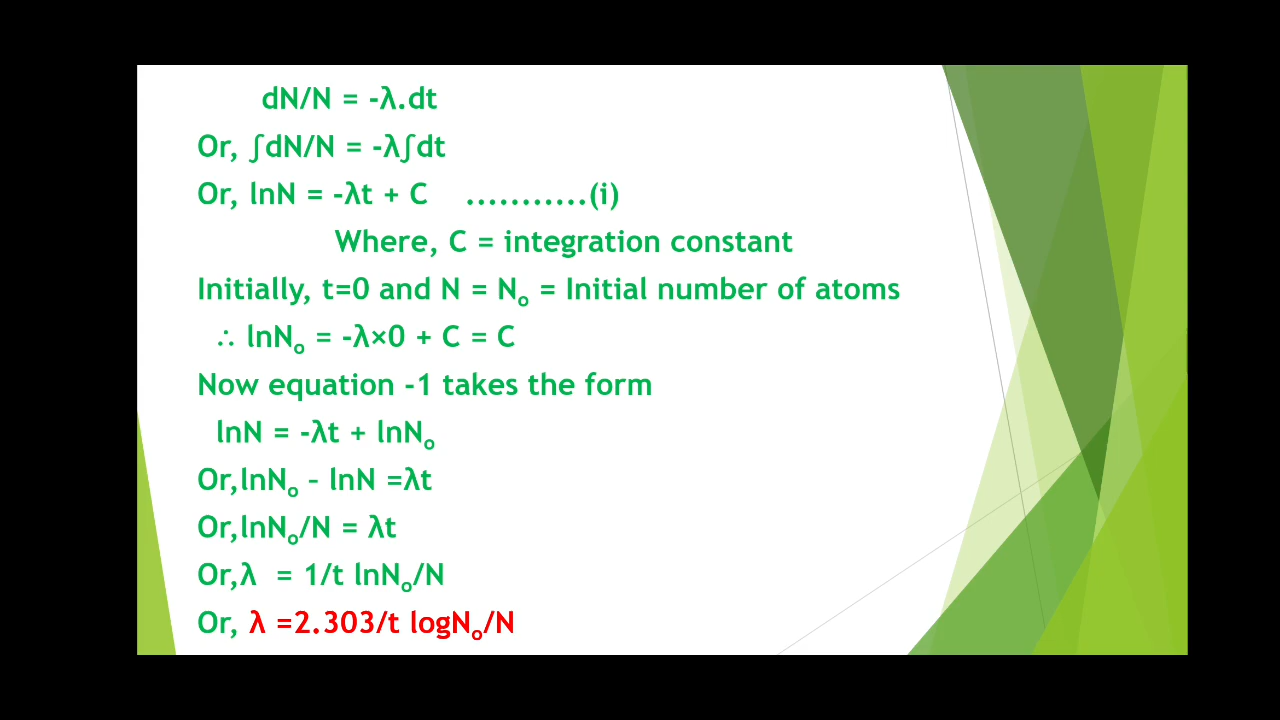 dN/N = -λ.dt
Or, ∫dN/N = -λ∫dt
Or, lnN = -λt + C ...........(i)
Where, C = integration constant
Initially, t=0 and N = Nₒ = Initial number of atoms
∴ lnNₒ = -λ×0 + C = C
Now equation -1 takes the form
lnN = -λt + lnNₒ
Or,lnNₒ – lnN =λt
Or,lnNₒ/N = λt
Or,λ = 1/t lnNₒ/N
Or, λ =2.303/t logNₒ/N